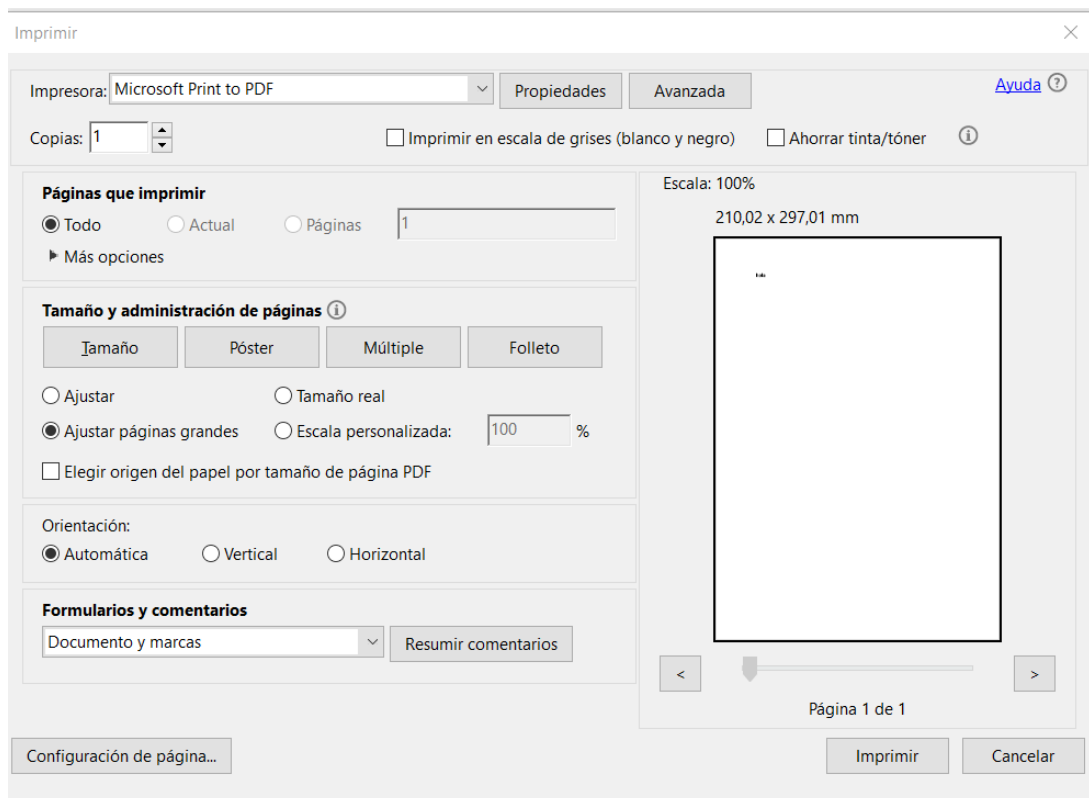 Imprimir
Impresora: Microsoft Print to PDF Propiedades Avanzada Ayuda
Copias: 1 Imprimir en escala de grises (blanco y negro) Ahorrar tinta/tóner
Páginas que imprimir
Todo Actual Páginas 1
Más opciones
Tamaño y administración de páginas
Tamaño Póster Múltiple Folleto
Ajustar Tamaño real
Ajustar páginas grandes Escala personalizada: 100 %
Elegir origen del papel por tamaño de página PDF
Orientación:
Automática Vertical Horizontal
Formularios y comentarios
Documento y marcas Resumir comentarios
Escala: 100%
210,02 x 297,01 mm
< >
Página 1 de 1
Configuración de página... Imprimir Cancelar